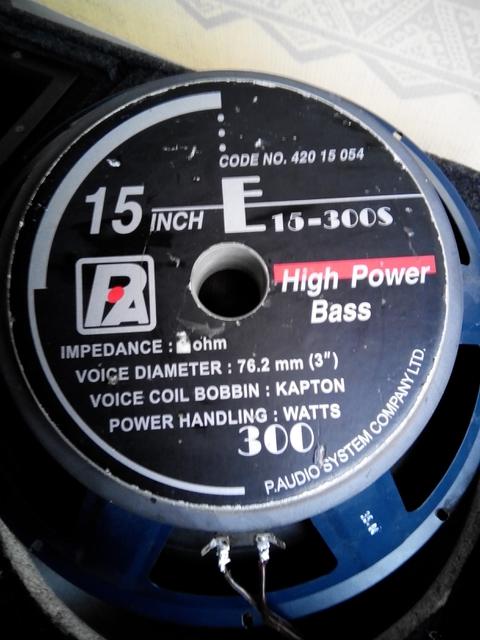 CODE NO. 420 15 054
15 INCH E 15-300S
PA
High Power
Bass
IMPEDANCE : ohm
VOICE DIAMETER : 76.2 mm (3")
VOICE COIL BOBBIN : KAPTON
POWER HANDLING : WATTS
300
P.AUDIO SYSTEM COMPANY LTD.